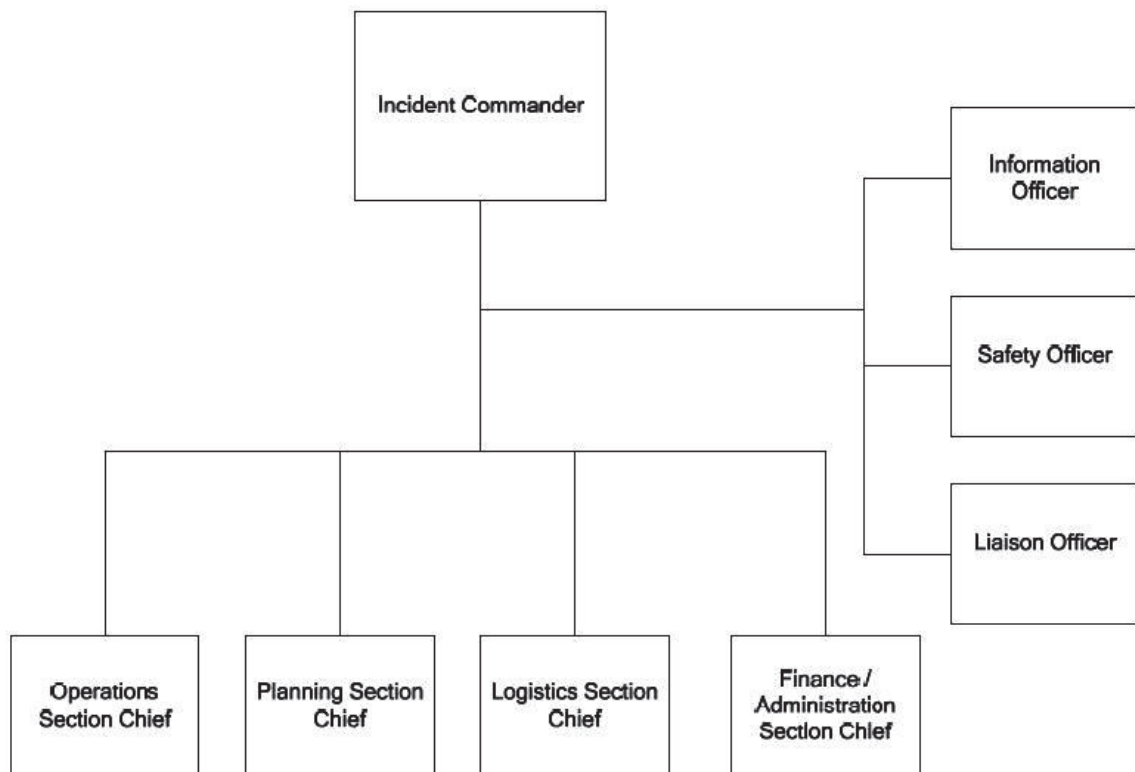 Incident Commander
Information
Officer
Safety Officer
Liaison Officer
Operations
Section Chief
Planning Section
Chief
Logistics Section
Chief
Finance /
Administration
Section Chief